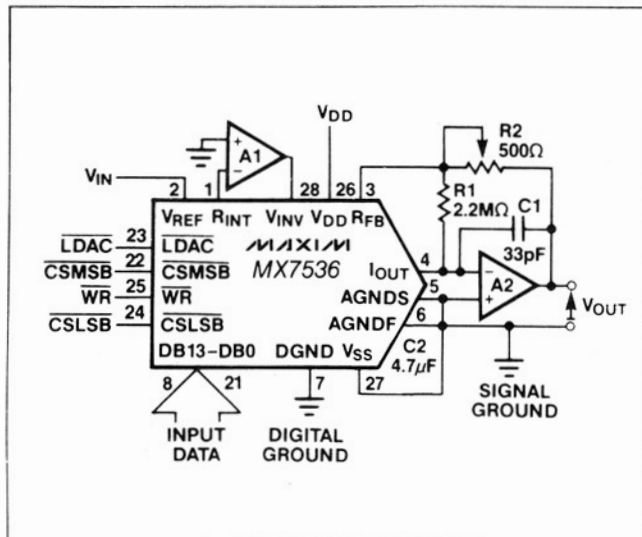 VDD
R2
500Ω
A1
+
−
VIN
2 1 28 26 3
R1
2.2MΩ
C1
33pF
VREF RINT VINV VDD RFB
MAXIM
MX7536
LDAC 23 LDAC
CSMSB 22 CSMSB
WR 25 WR
CSLSB 24 CSLSB
IOUT 4
− A2
+
AGNDS 5
AGNDF 6
VOUT
DB13–DB0 DGND VSS
C2
4.7μF
8 21 7 27
SIGNAL
GROUND
INPUT
DATA
DIGITAL
GROUND